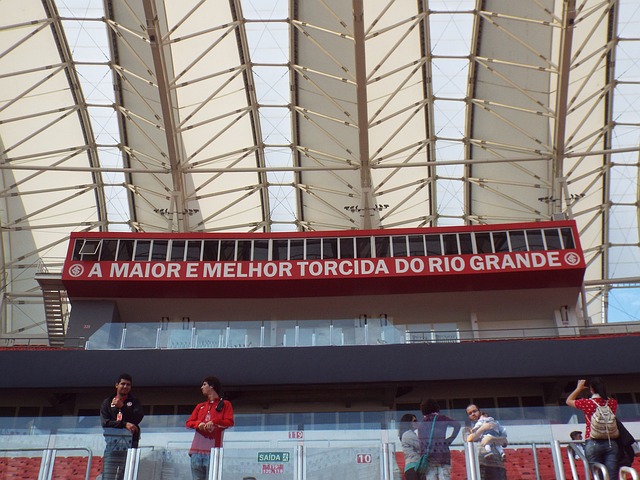 A MAIOR E MELHOR TORCIDA DO RIO GRANDE
119
SAÍDA
10